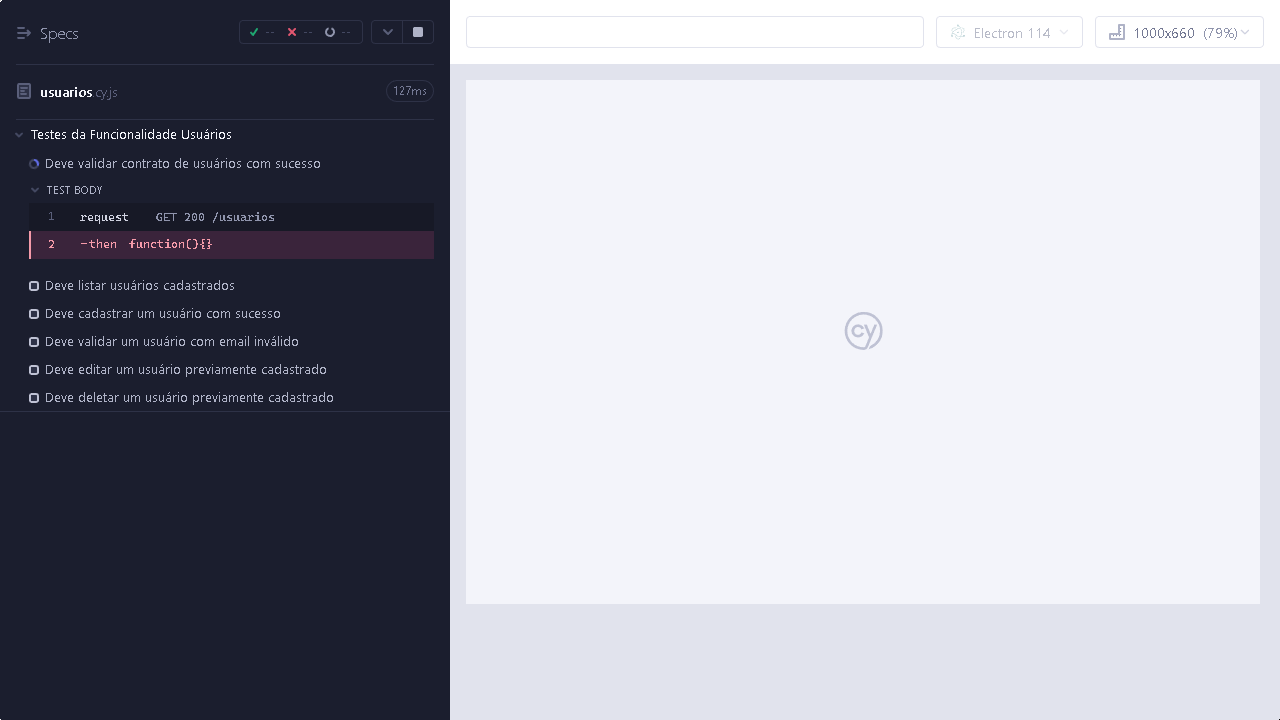 Specs
-- -- --
usuarios.cy.js 127ms
Testes da Funcionalidade Usuários
Deve validar contrato de usuários com sucesso
TEST BODY
1 request GET 200 /usuarios
2 -then function(){}
Deve listar usuários cadastrados
Deve cadastrar um usuário com sucesso
Deve validar um usuário com email inválido
Deve editar um usuário previamente cadastrado
Deve deletar um usuário previamente cadastrado
Electron 114
1000x660 (79%)
cy